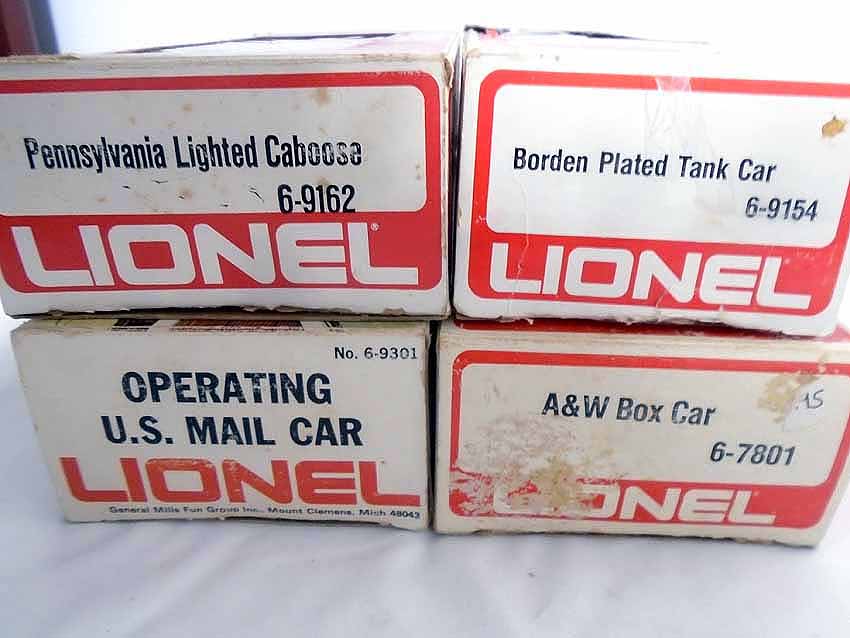 Pennsylvania Lighted Caboose
6-9162
LIONEL®
Borden Plated Tank Car
6-9154
LIONEL
No. 6-9301
OPERATING
U.S. MAIL CAR
LIONEL
General Mills Fun Group Inc., Mount Clemens, Mich 48043
A&W Box Car
6-7801
LIONEL